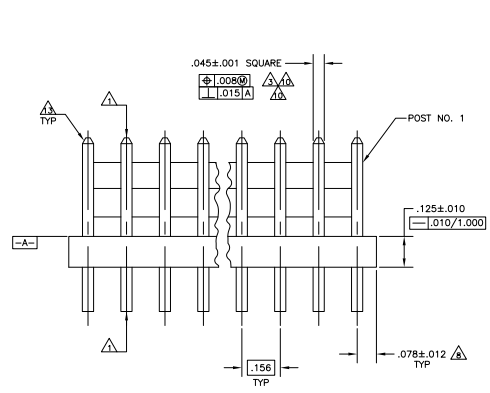 .045±.001 SQUARE
⌖ .008Ⓜ 3 10
⊥ .015 A 10
13
TYP
1
POST NO. 1
.125±.010
— .010/1.000
-A-
1
.156
TYP
.078±.012 8
TYP